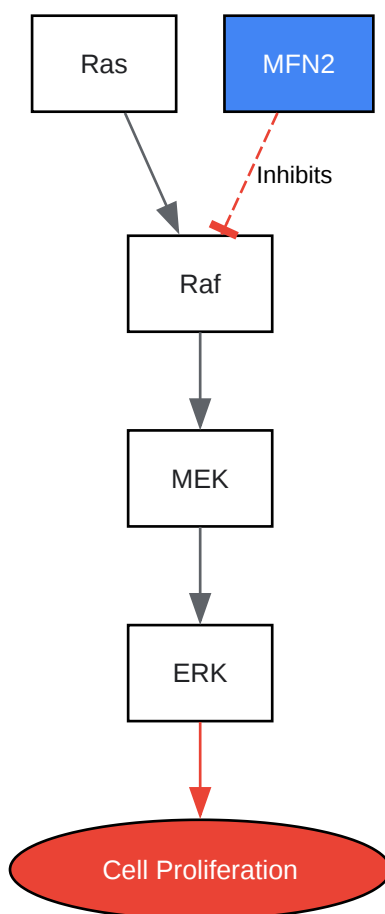 Ras
MFN2
Inhibits
Raf
MEK
ERK
Cell Proliferation